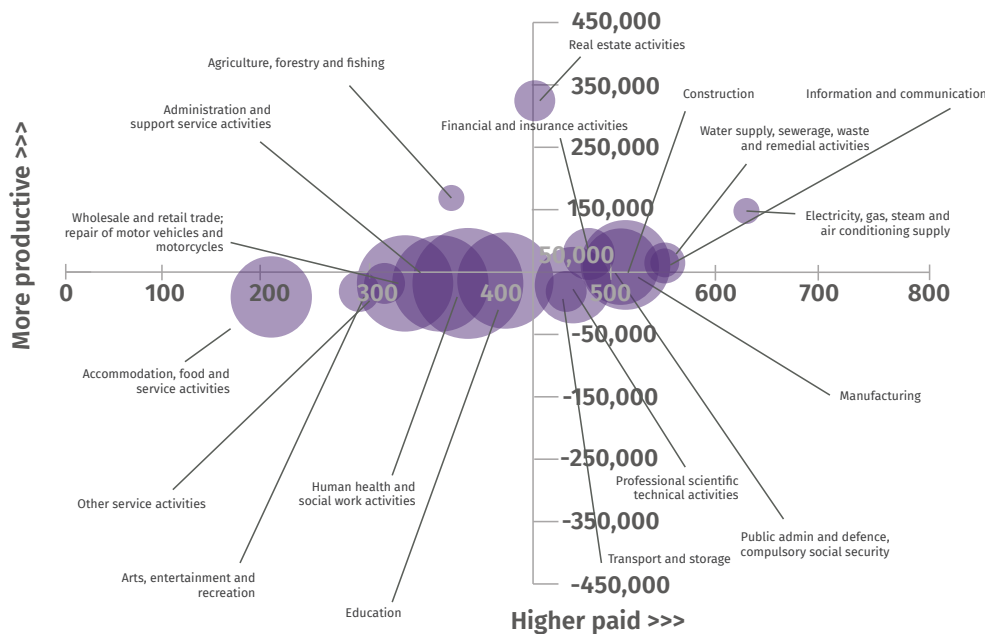 450,000
Real estate activities
Agriculture, forestry and fishing
350,000
Construction
Information and communication
Administration and
support service activities
Financial and insurance activities
Water supply, sewerage, waste
and remedial activities
250,000
More productive >>>
150,000
Wholesale and retail trade;
repair of motor vehicles and
motorcycles
Electricity, gas, steam and
air conditioning supply
50,000
0
100
200
300
400
500
600
700
800
-50,000
Accommodation, food and
service activities
-150,000
Manufacturing
-250,000
Human health and
social work activities
Professional scientific
technical activities
Other service activities
-350,000
Public admin and defence,
compulsory social security
Transport and storage
Arts, entertainment and
recreation
-450,000
Education
Higher paid >>>